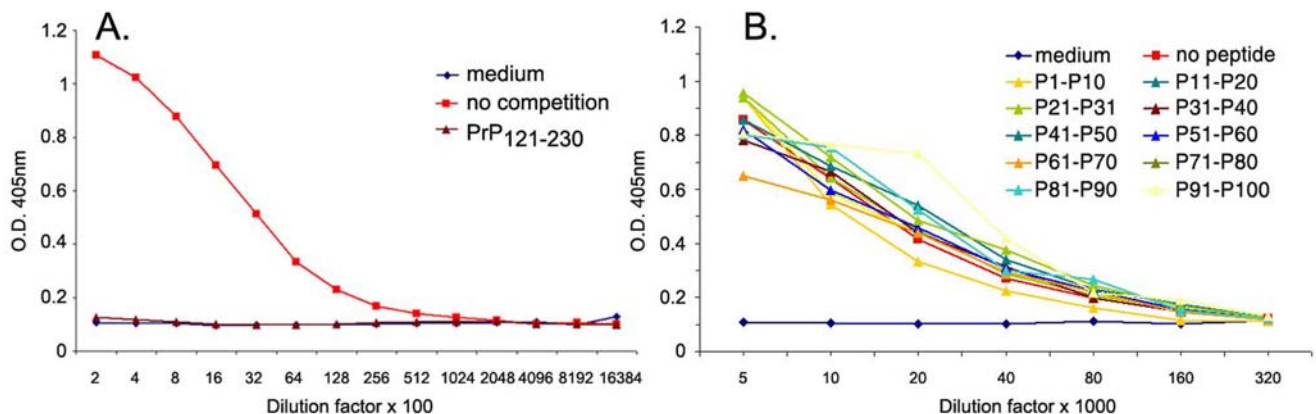 A.
1.2
1
0.8
0.6
0.4
0.2
0
O.D. 405nm
medium
no competition
PrP121-230
2 4 8 16 32 64 128 256 512 1024 2048 4096 8192 16384
Dilution factor x 100
B.
1.2
1
0.8
0.6
0.4
0.2
0
O.D. 405nm
medium no peptide
P1-P10 P11-P20
P21-P31 P31-P40
P41-P50 P51-P60
P61-P70 P71-P80
P81-P90 P91-P100
5 10 20 40 80 160 320
Dilution factor x 1000